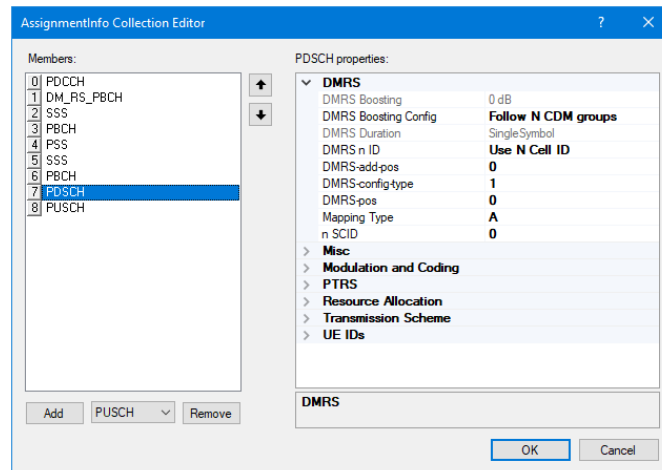 AssignmentInfo Collection Editor ? ×
Members:
0 PDCCH
1 DM_RS_PBCH
2 SSS
3 PBCH
4 PSS
5 SSS
6 PBCH
7 PDSCH
8 PUSCH
Add PUSCH Remove
PDSCH properties:
DMRS
DMRS Boosting 0 dB
DMRS Boosting Config Follow N CDM groups
DMRS Duration SingleSymbol
DMRS n ID Use N Cell ID
DMRS-add-pos 0
DMRS-config-type 1
DMRS-pos 0
Mapping Type A
n SCID 0
Misc
Modulation and Coding
PTRS
Resource Allocation
Transmission Scheme
UE IDs
DMRS
OK Cancel